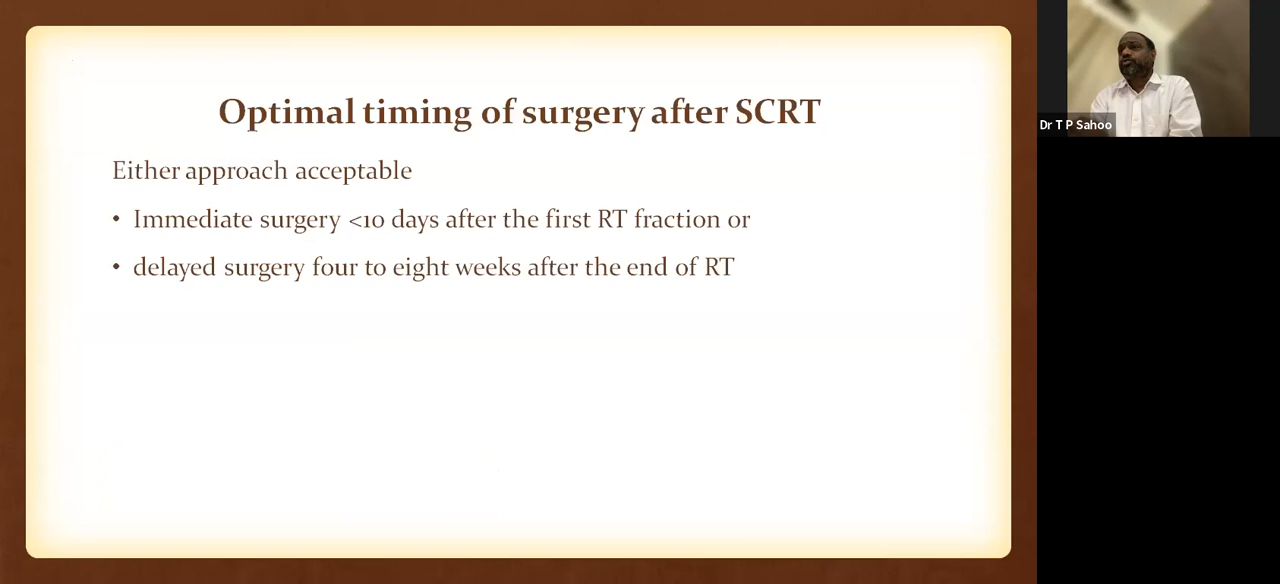 Optimal timing of surgery after SCRT
Either approach acceptable
• Immediate surgery <10 days after the first RT fraction or
• delayed surgery four to eight weeks after the end of RT
Dr T P Sahoo